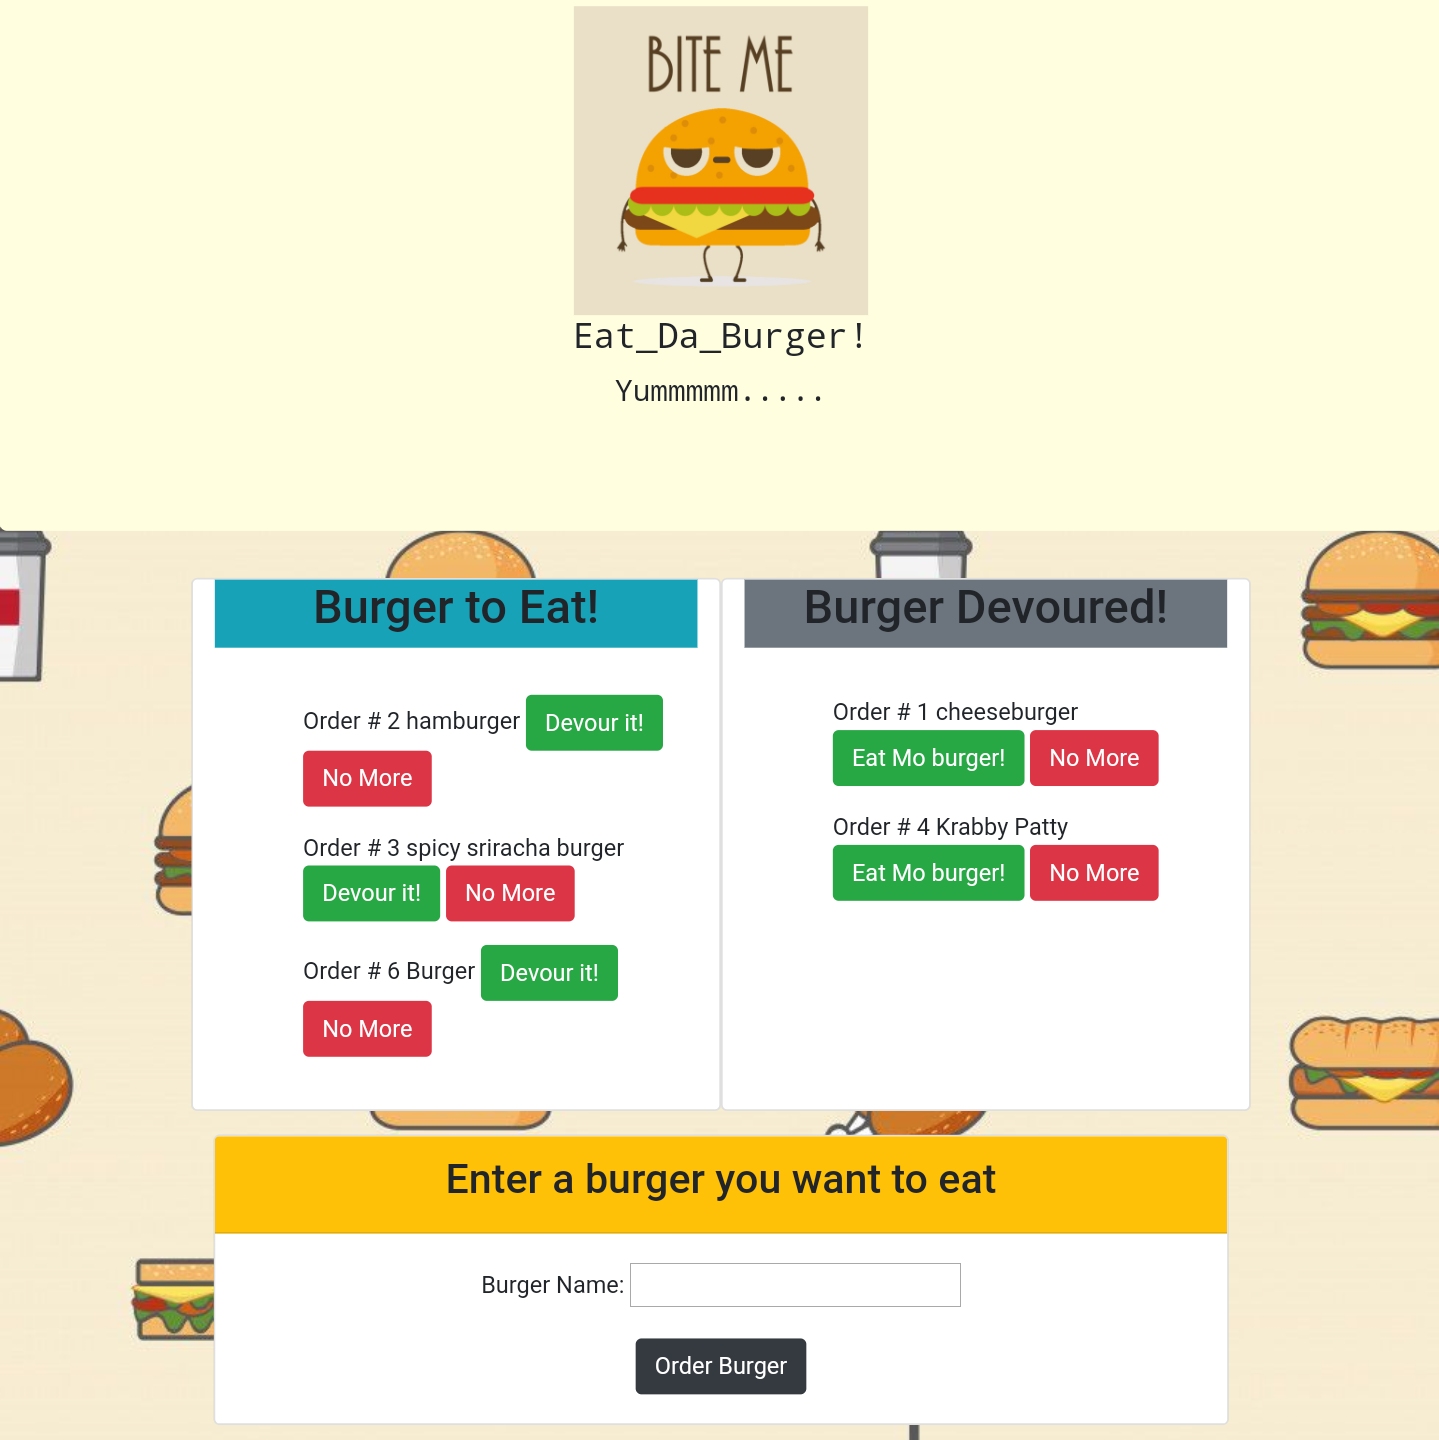 BITE ME
Eat_Da_Burger!
Yummmmm.....
Burger to Eat!
Order # 2 hamburger Devour it!
No More
Order # 3 spicy sriracha burger
Devour it! No More
Order # 6 Burger Devour it!
No More
Burger Devoured!
Order # 1 cheeseburger
Eat Mo burger! No More
Order # 4 Krabby Patty
Eat Mo burger! No More
Enter a burger you want to eat
Burger Name:
Order Burger